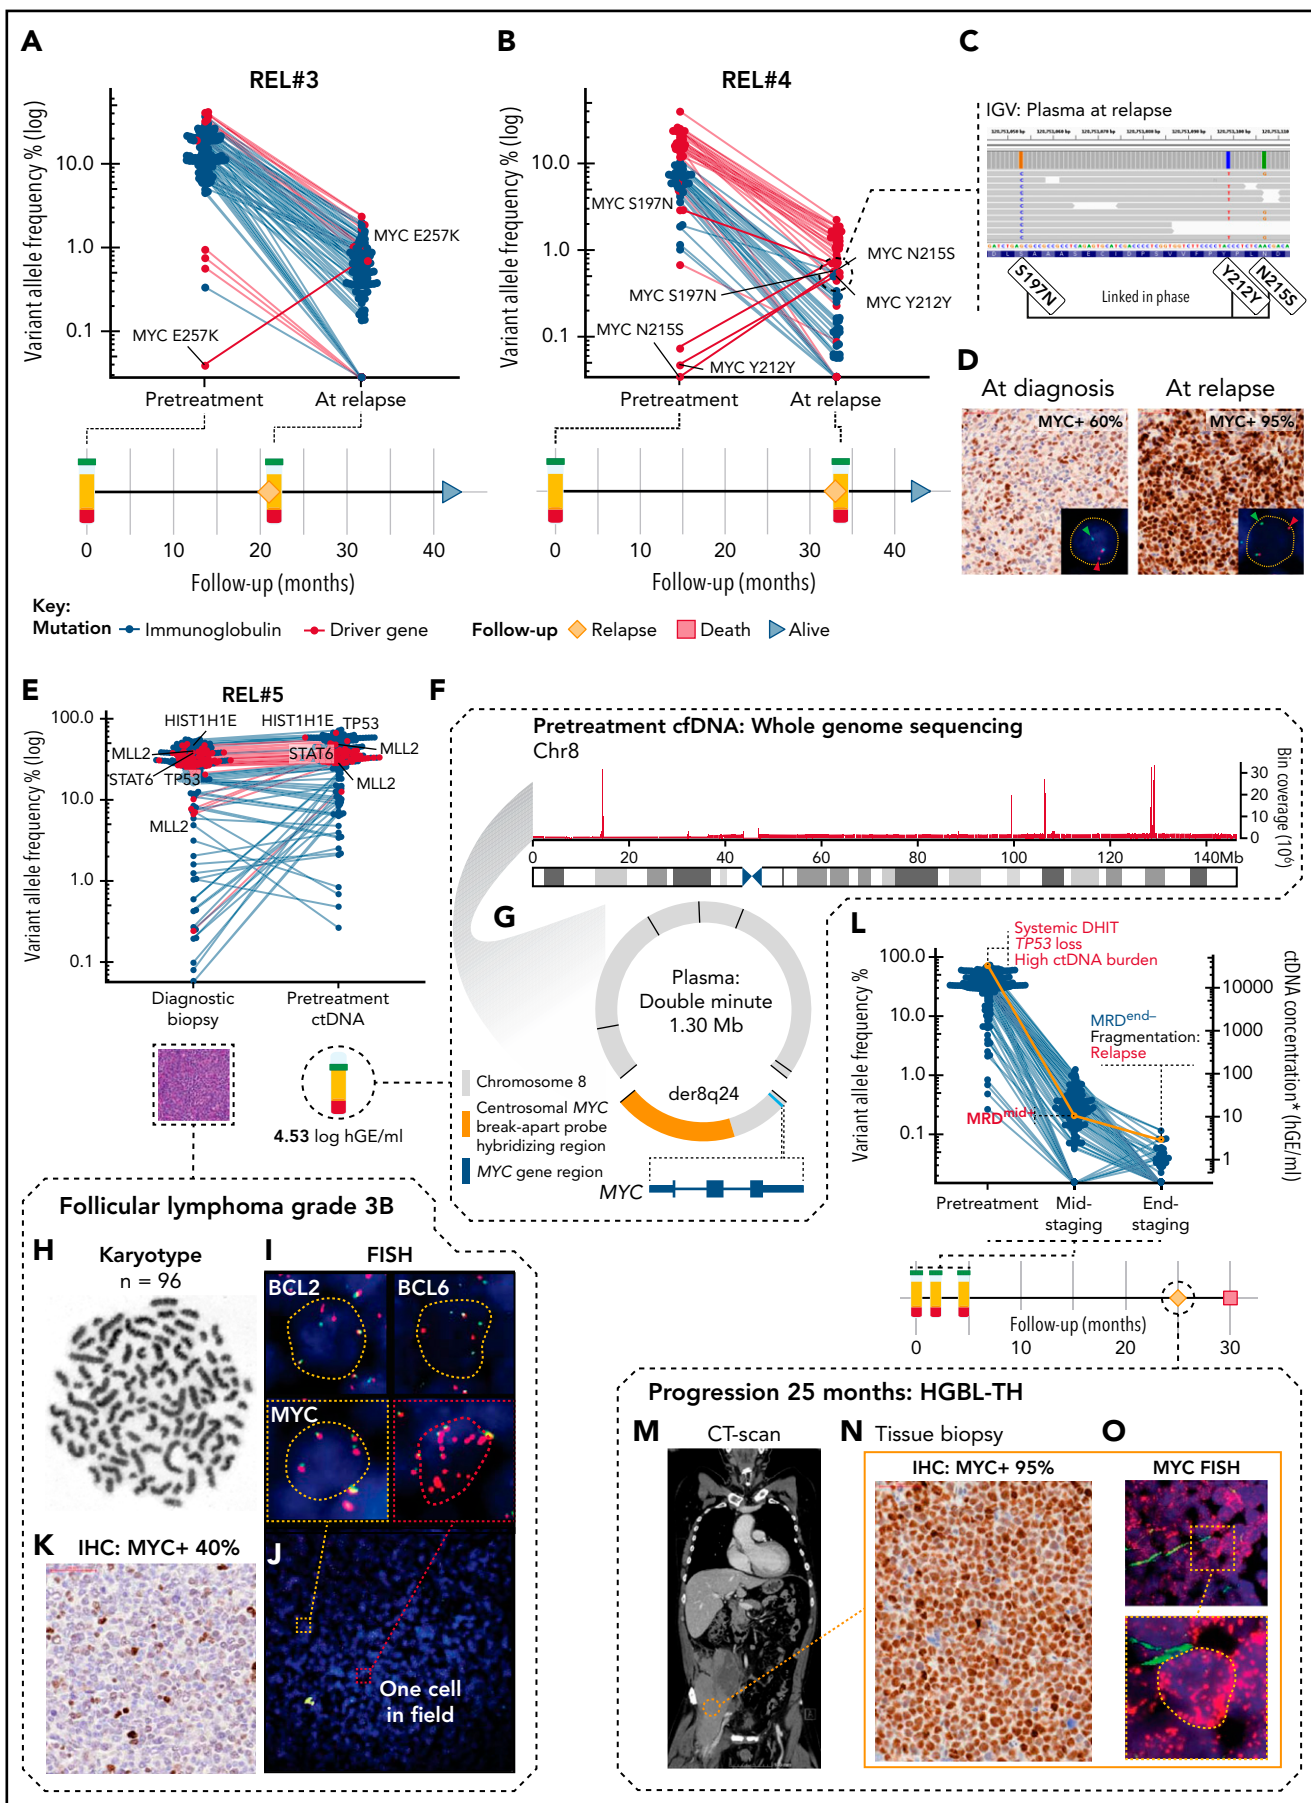 A
REL#3
Variant allele frequency % (log)
10.0
1.0
0.1
MYC E257K
MYC E257K
Pretreatment
At relapse
0
10
20
30
40
Follow-up (months)
B
REL#4
Variant allele frequency % (log)
10.0
1.0
0.1
MYC S197N
MYC N215S
MYC S197N
MYC Y212Y
MYC N215S
MYC Y212Y
Pretreatment
At relapse
0
10
20
30
40
Follow-up (months)
C
IGV: Plasma at relapse
S197N
Y212Y
N215S
Linked in phase
D
At diagnosis
At relapse
MYC+ 60%
MYC+ 95%
Key:
Mutation
Immunoglobulin
Driver gene
Follow-up
Relapse
Death
Alive
E
REL#5
Variant allele frequency % (log)
100.0
10.0
1.0
0.1
HIST1H1E
HIST1H1E
TP53
MLL2
STAT6
MLL2
STAT6
TP53
MLL2
MLL2
Diagnostic
biopsy
Pretreatment
ctDNA
4.53 log hGE/ml
F
Pretreatment cfDNA: Whole genome sequencing
Chr8
30
20
10
0
Bin coverage (10⁶)
0
20
40
60
80
100
120
140Mb
G
Plasma:
Double minute
1.30 Mb
der8q24
Chromosome 8
Centrosomal MYC
break-apart probe
hybridizing region
MYC gene region
MYC
Follicular lymphoma grade 3B
H
Karyotype
n = 96
I
FISH
BCL2
BCL6
MYC
J
One cell
in field
K
IHC: MYC+ 40%
L
Systemic DHIT
TP53 loss
High ctDNA burden
Variant allele frequency %
100.0
10.0
1.0
0.1
MRDend–
Fragmentation:
Relapse
MRDmid+
10000
1000
100
10
1
ctDNA concentration* (hGE/ml)
Pretreatment
Mid-
staging
End-
staging
Follow-up (months)
0
10
20
30
Progression 25 months: HGBL-TH
M
CT-scan
N
Tissue biopsy
IHC: MYC+ 95%
O
MYC FISH